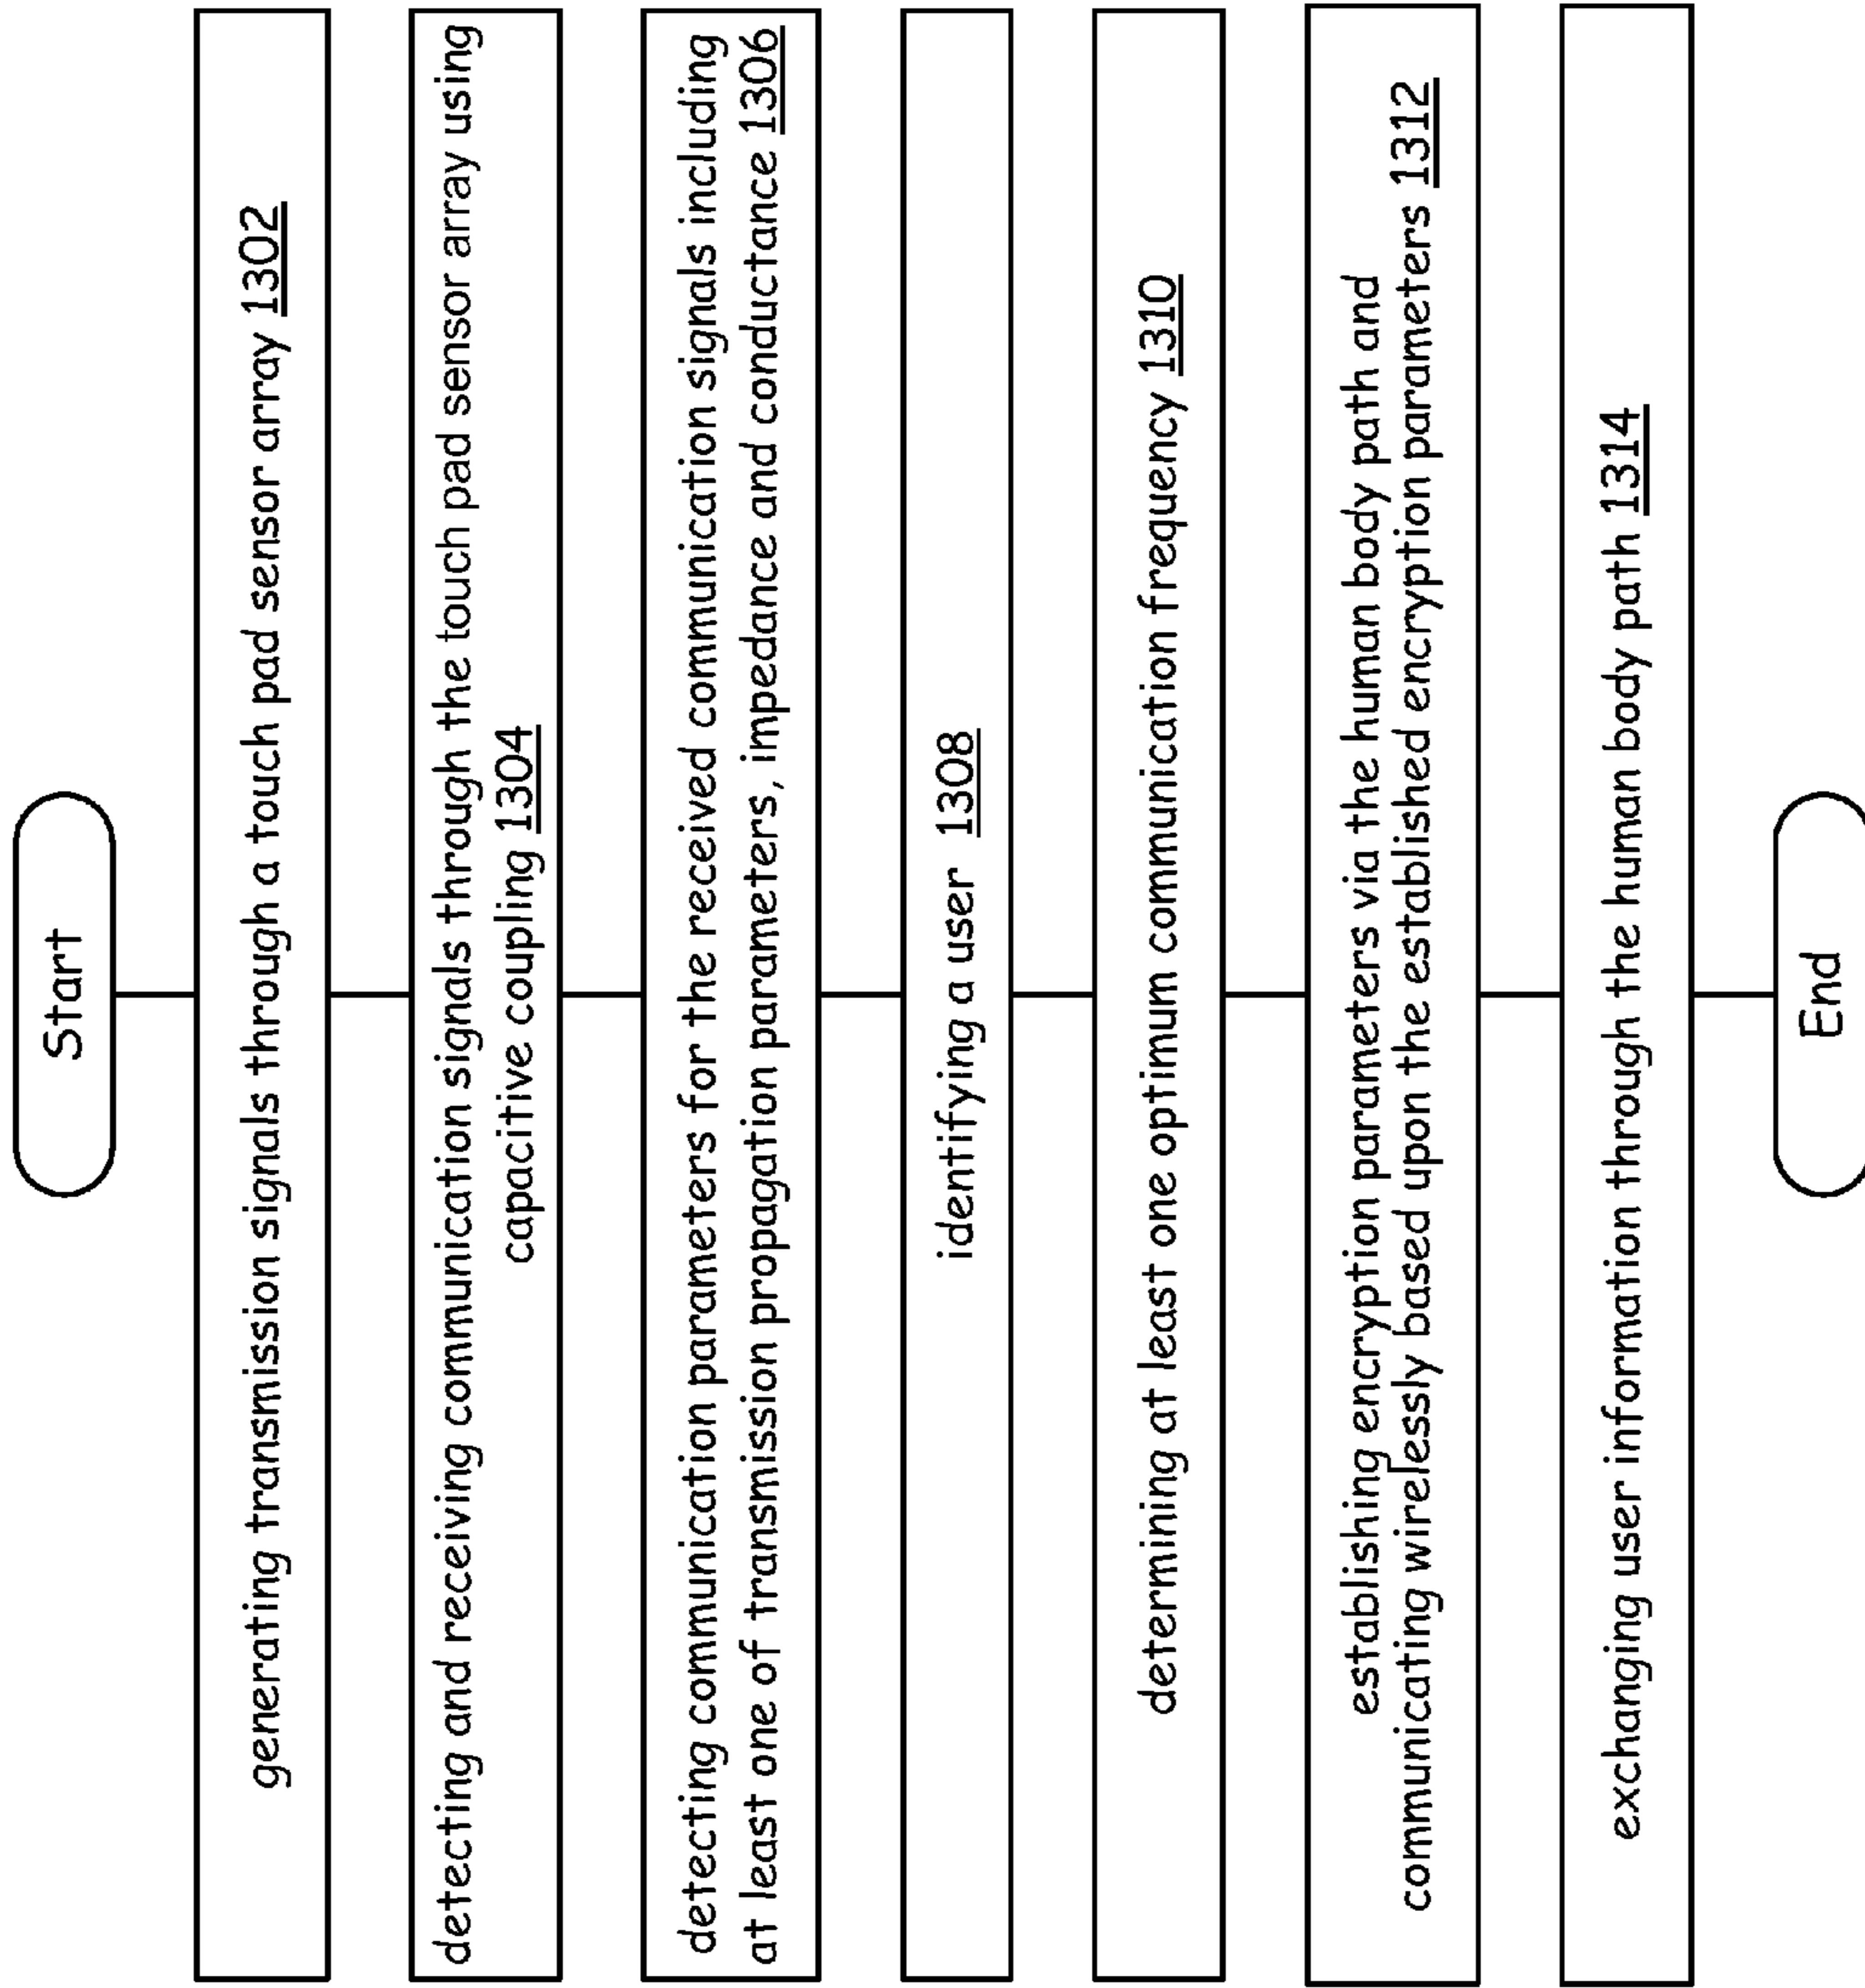 Start
generating transmission signals through a touch pad sensor array 1302
detecting and receiving communication signals through the touch pad sensor array using
capacitive coupling 1304
detecting communication parameters for the received communication signals including
at least one of transmission propagation parameters, impedance and conductance 1306
identifying a user 1308
determining at least one optimum communication frequency 1310
establishing encryption parameters via the human body path and
communicating wirelessly based upon the established encryption parameters 1312
exchanging user information through the human body path 1314
End